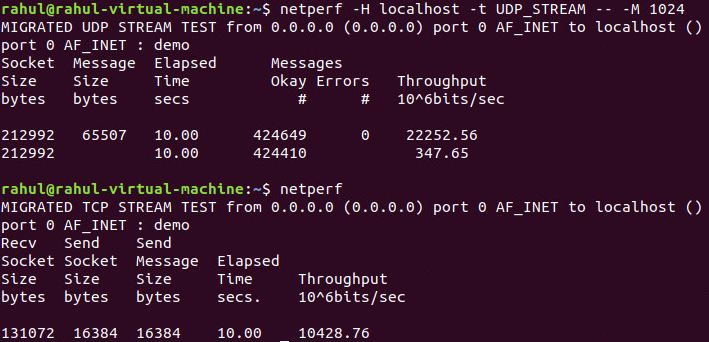 rahul@rahul-virtual-machine:~$ netperf -H localhost -t UDP_STREAM -- -M 1024
MIGRATED UDP STREAM TEST from 0.0.0.0 (0.0.0.0) port 0 AF_INET to localhost ()
port 0 AF_INET : demo
Socket Message Elapsed Messages
Size Size Time Okay Errors Throughput
bytes bytes secs # # 10^6bits/sec
212992 65507 10.00 424649 0 22252.56
212992 10.00 424410 347.65
rahul@rahul-virtual-machine:~$ netperf
MIGRATED TCP STREAM TEST from 0.0.0.0 (0.0.0.0) port 0 AF_INET to localhost ()
port 0 AF_INET : demo
Recv Send Send
Socket Socket Message Elapsed
Size Size Size Time Throughput
bytes bytes bytes secs. 10^6bits/sec
131072 16384 16384 10.00 10428.76